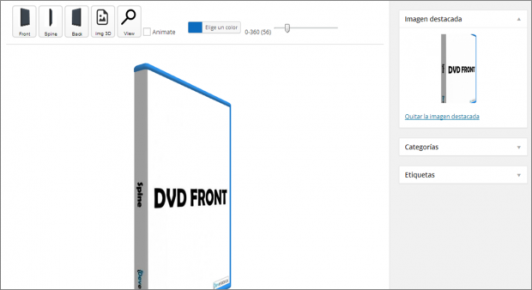 Front
Spine
Back
Img 3D
View
Animate
Elige un color
0-360 (56)
Imagen destacada
DVD FRONT
Quitar la imagen destacada
Categorías
Etiquetas
Spine
DVD FRONT